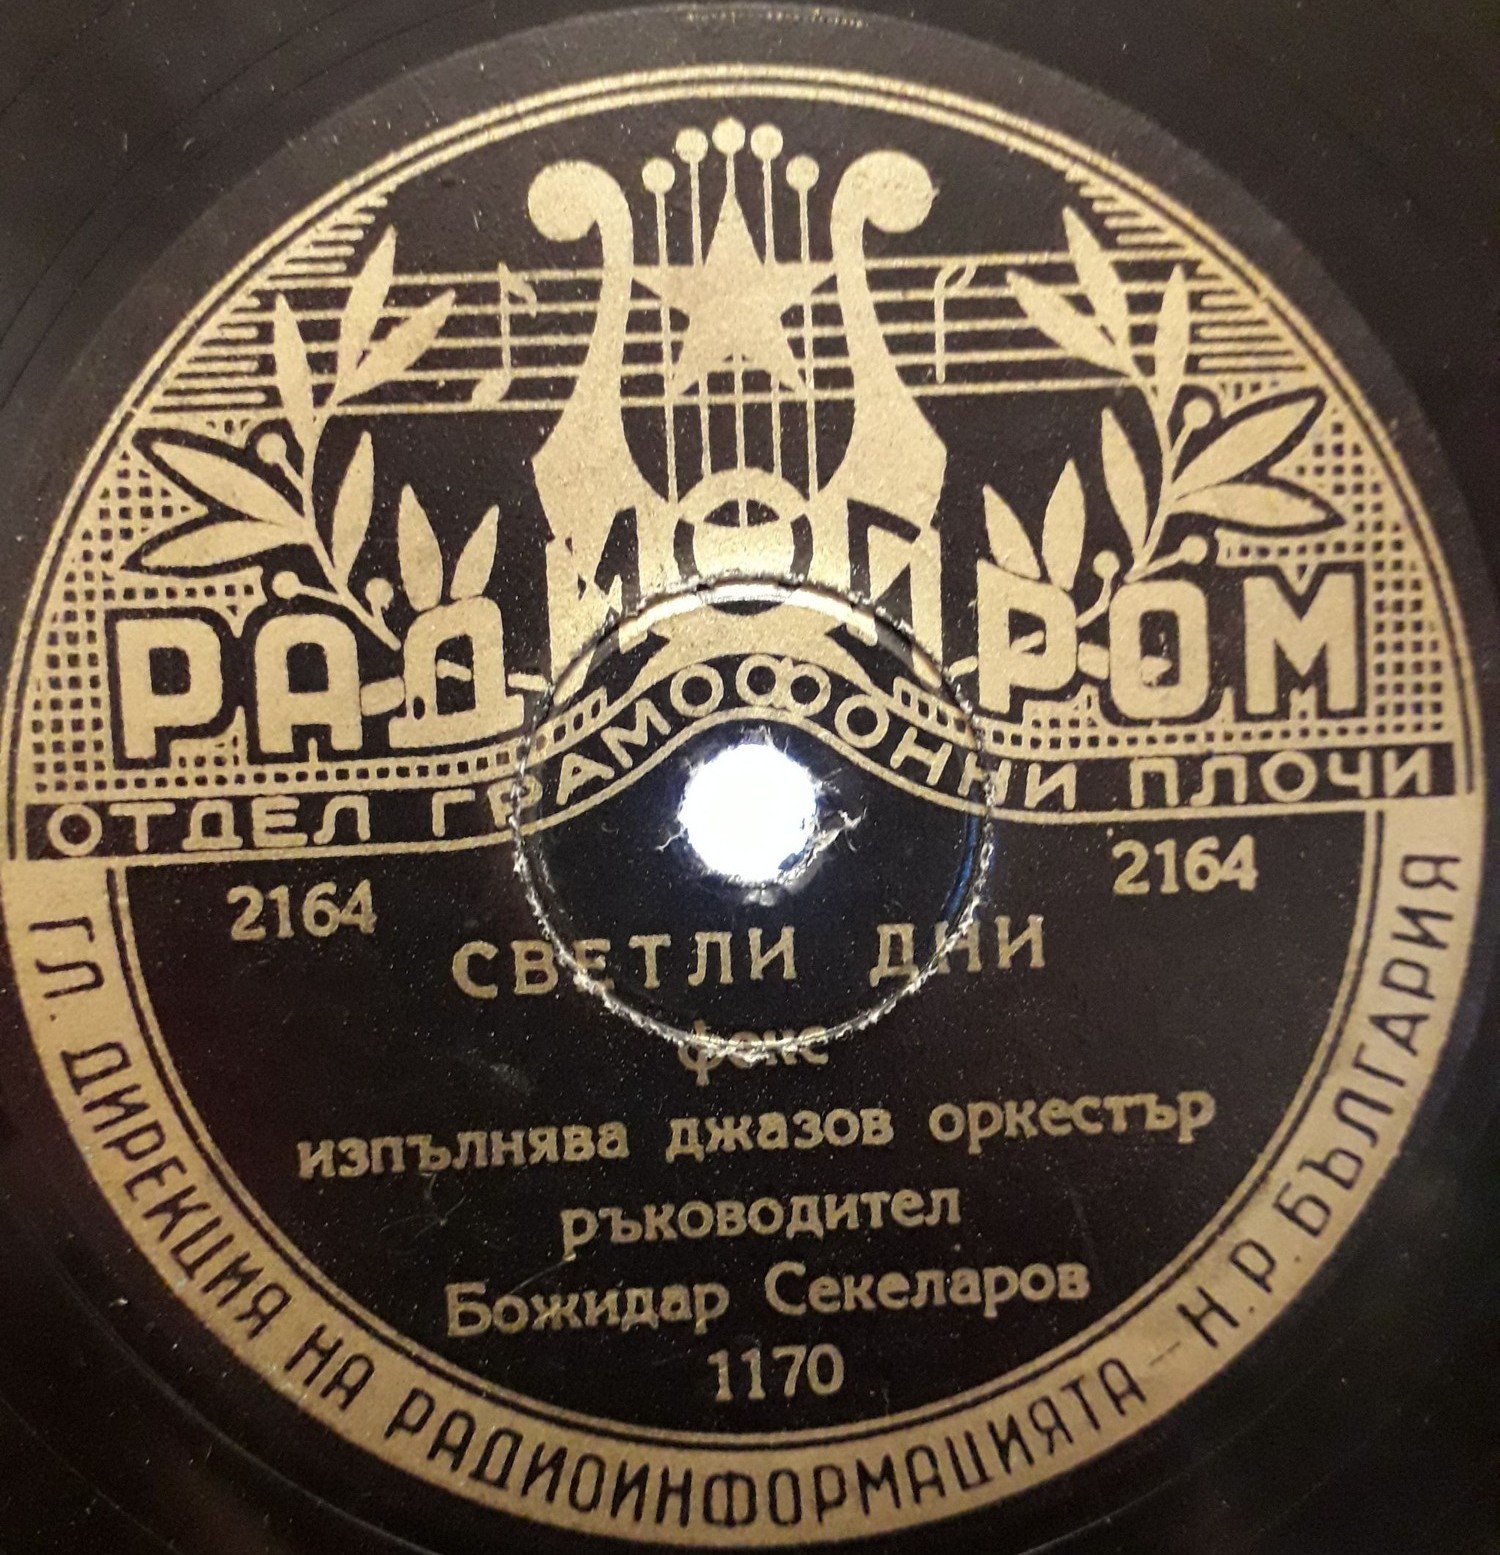 РАДИОПРОМ
ОТДЕЛ ГРАМОФОННИ ПЛОЧИ
2164 2164
СВЕТЛИ ДНИ
фокс
изпълнява джазов оркестър
ръководител
Божидар Секеларов
1170
ГЛ. ДИРЕКЦИЯ НА РАДИОИНФОРМАЦИЯТА - Н.Р. БЪЛГАРИЯ